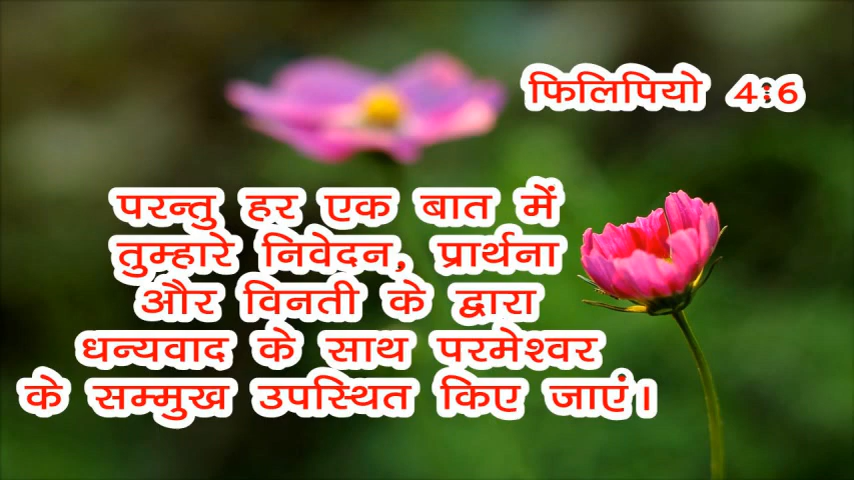 फिलिपियो 4:6
परन्तु हर एक बात में
तुम्हारे निवेदन, प्रार्थना
और विनती के द्वारा
धन्यवाद के साथ परमेश्वर
के सम्मुख उपस्थित किए जाएं।